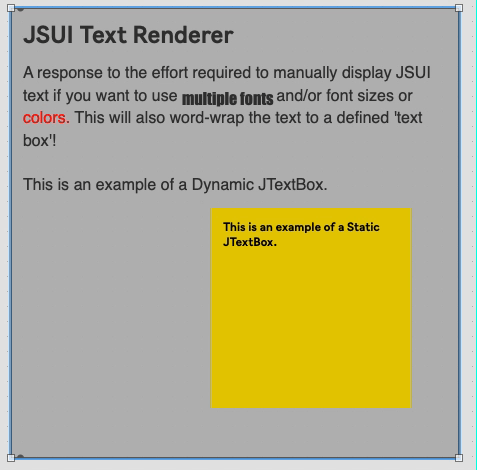 JSUI Text Renderer
A response to the effort required to manually display JSUI
text if you want to use multiple fonts and/or font sizes or
colors. This will also word-wrap the text to a defined 'text
box'!
This is an example of a Dynamic JTextBox.
This is an example of a Static
JTextBox.